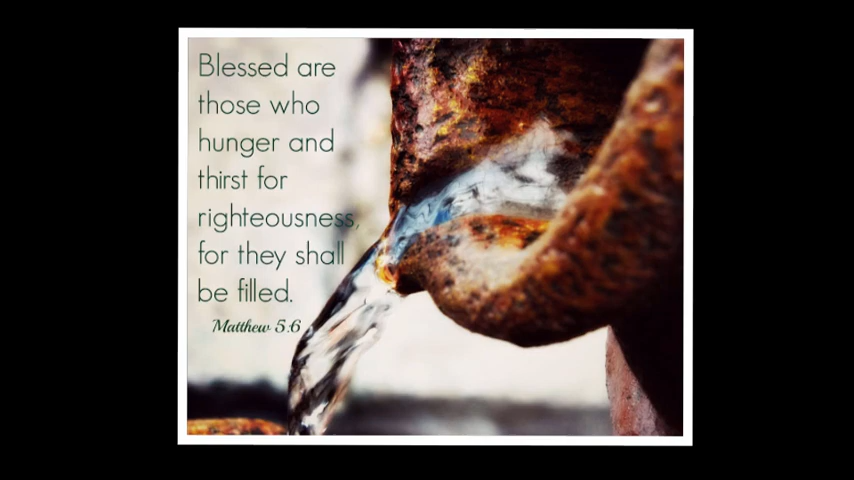 Blessed are
those who
hunger and
thirst for
righteousness,
for they shall
be filled.
Matthew 5:6